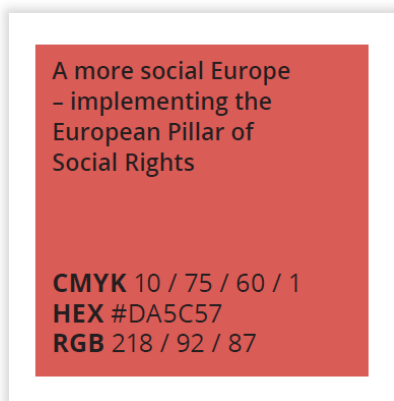 A more social Europe
– implementing the
European Pillar of
Social Rights
CMYK 10 / 75 / 60 / 1
HEX #DA5C57
RGB 218 / 92 / 87